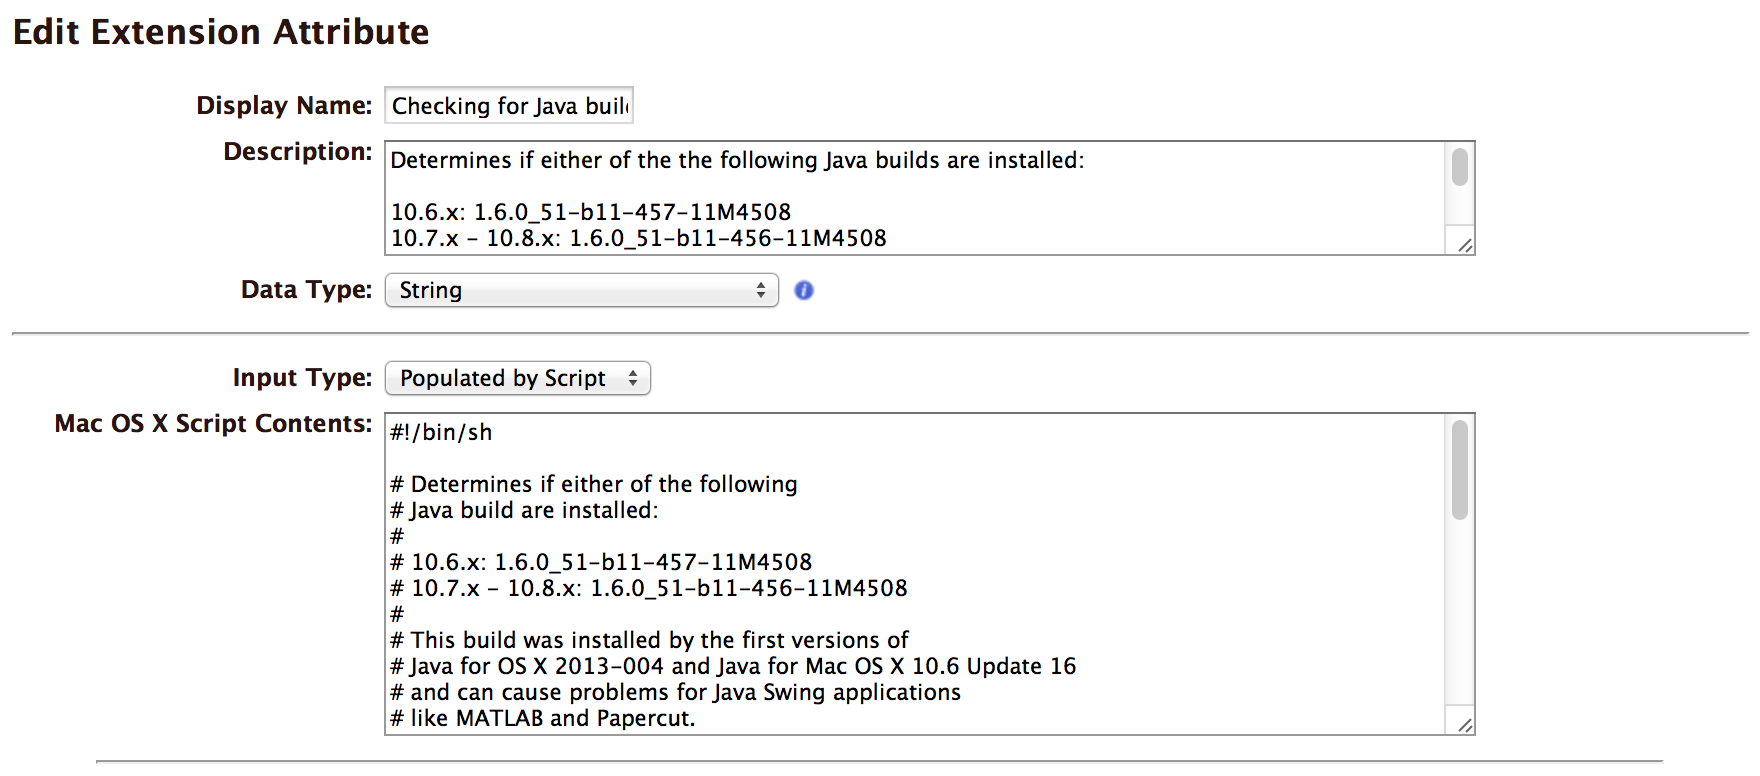 Edit Extension Attribute
Display Name: Checking for Java buil
Description: Determines if either of the the following Java builds are installed:
10.6.x: 1.6.0_51-b11-457-11M4508
10.7.x - 10.8.x: 1.6.0_51-b11-456-11M4508
Data Type: String
Input Type: Populated by Script
Mac OS X Script Contents: #!/bin/sh
# Determines if either of the following
# Java build are installed:
#
# 10.6.x: 1.6.0_51-b11-457-11M4508
# 10.7.x - 10.8.x: 1.6.0_51-b11-456-11M4508
#
# This build was installed by the first versions of
# Java for OS X 2013-004 and Java for Mac OS X 10.6 Update 16
# and can cause problems for Java Swing applications
# like MATLAB and Papercut.